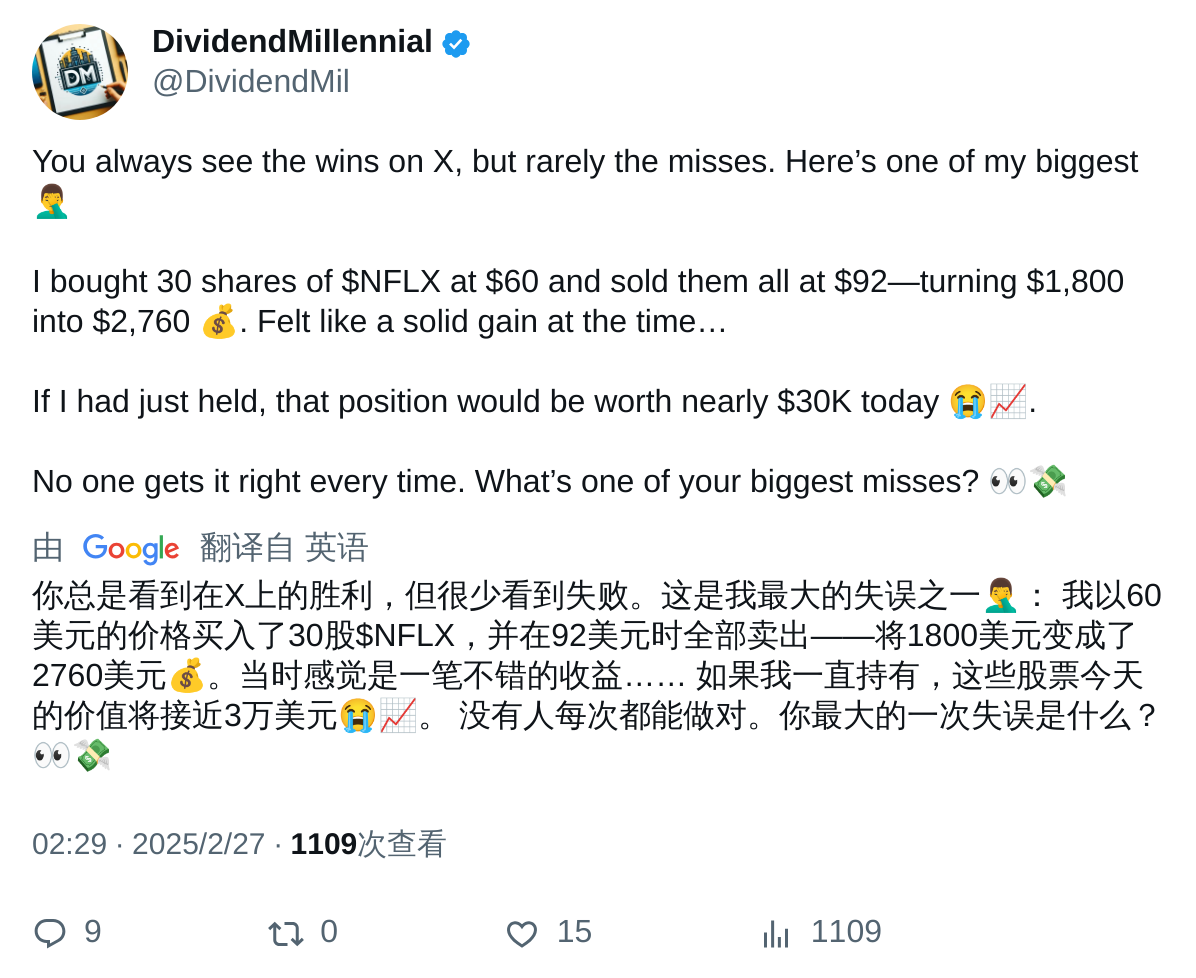 DM
DividendMillennial
@DividendMil
You always see the wins on X, but rarely the misses. Here’s one of my biggest
🤦‍♂️
I bought 30 shares of $NFLX at $60 and sold them all at $92—turning $1,800
into $2,760 💰. Felt like a solid gain at the time…
If I had just held, that position would be worth nearly $30K today 😭📈.
No one gets it right every time. What’s one of your biggest misses? 👀💸
由 Google 翻译自 英语
你总是看到在X上的胜利，但很少看到失败。这是我最大的失误之一🤦‍♂️： 我以60
美元的价格买入了30股$NFLX，并在92美元时全部卖出——将1800美元变成了
2760美元💰。当时感觉是一笔不错的收益…… 如果我一直持有，这些股票今天
的价值将接近3万美元😭📈。 没有人每次都能做对。你最大的一次失误是什么？
👀💸
02:29 · 2025/2/27 · 1109次查看
9 0 15 1109